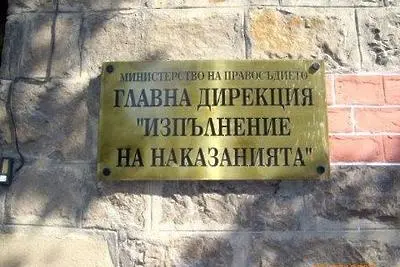 МИНИСТЕРСТВО НА ПРАВОСЪДИЕТО
ГЛАВНА ДИРЕКЦИЯ
"ИЗПЪЛНЕНИЕ
НА НАКАЗАНИЯТА"